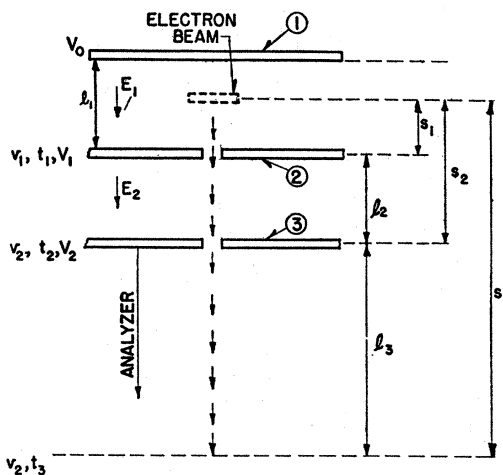 ELECTRON
BEAM
①
V₀
E₁
ℓ₁
s₁
s₂
v₁, t₁, V₁
②
E₂
ℓ₂
s
③
v₂, t₂, V₂
ANALYZER
ℓ₃
v₂, t₃